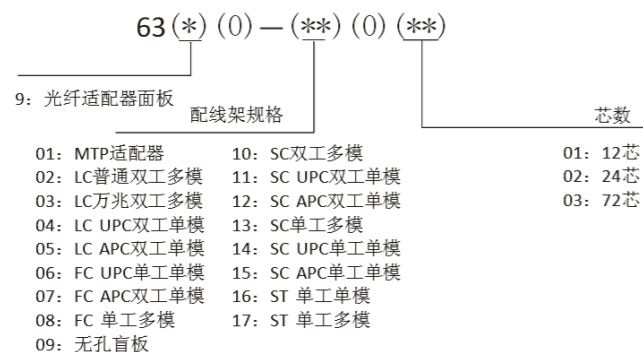 63(*)(0)—(**)(0)(**)
9：光纤适配器面板
配线架规格
芯数
01：MTP适配器
02：LC普通双工多模
03：LC万兆双工多模
04：LC UPC双工单模
05：LC APC双工单模
06：FC UPC单工单模
07：FC APC双工单模
08：FC 单工多模
09：无孔盲板
10：SC双工多模
11：SC UPC双工单模
12：SC APC双工单模
13：SC单工多模
14：SC UPC单工单模
15：SC APC单工单模
16：ST 单工单模
17：ST 单工多模
01：12芯
02：24芯
03：72芯